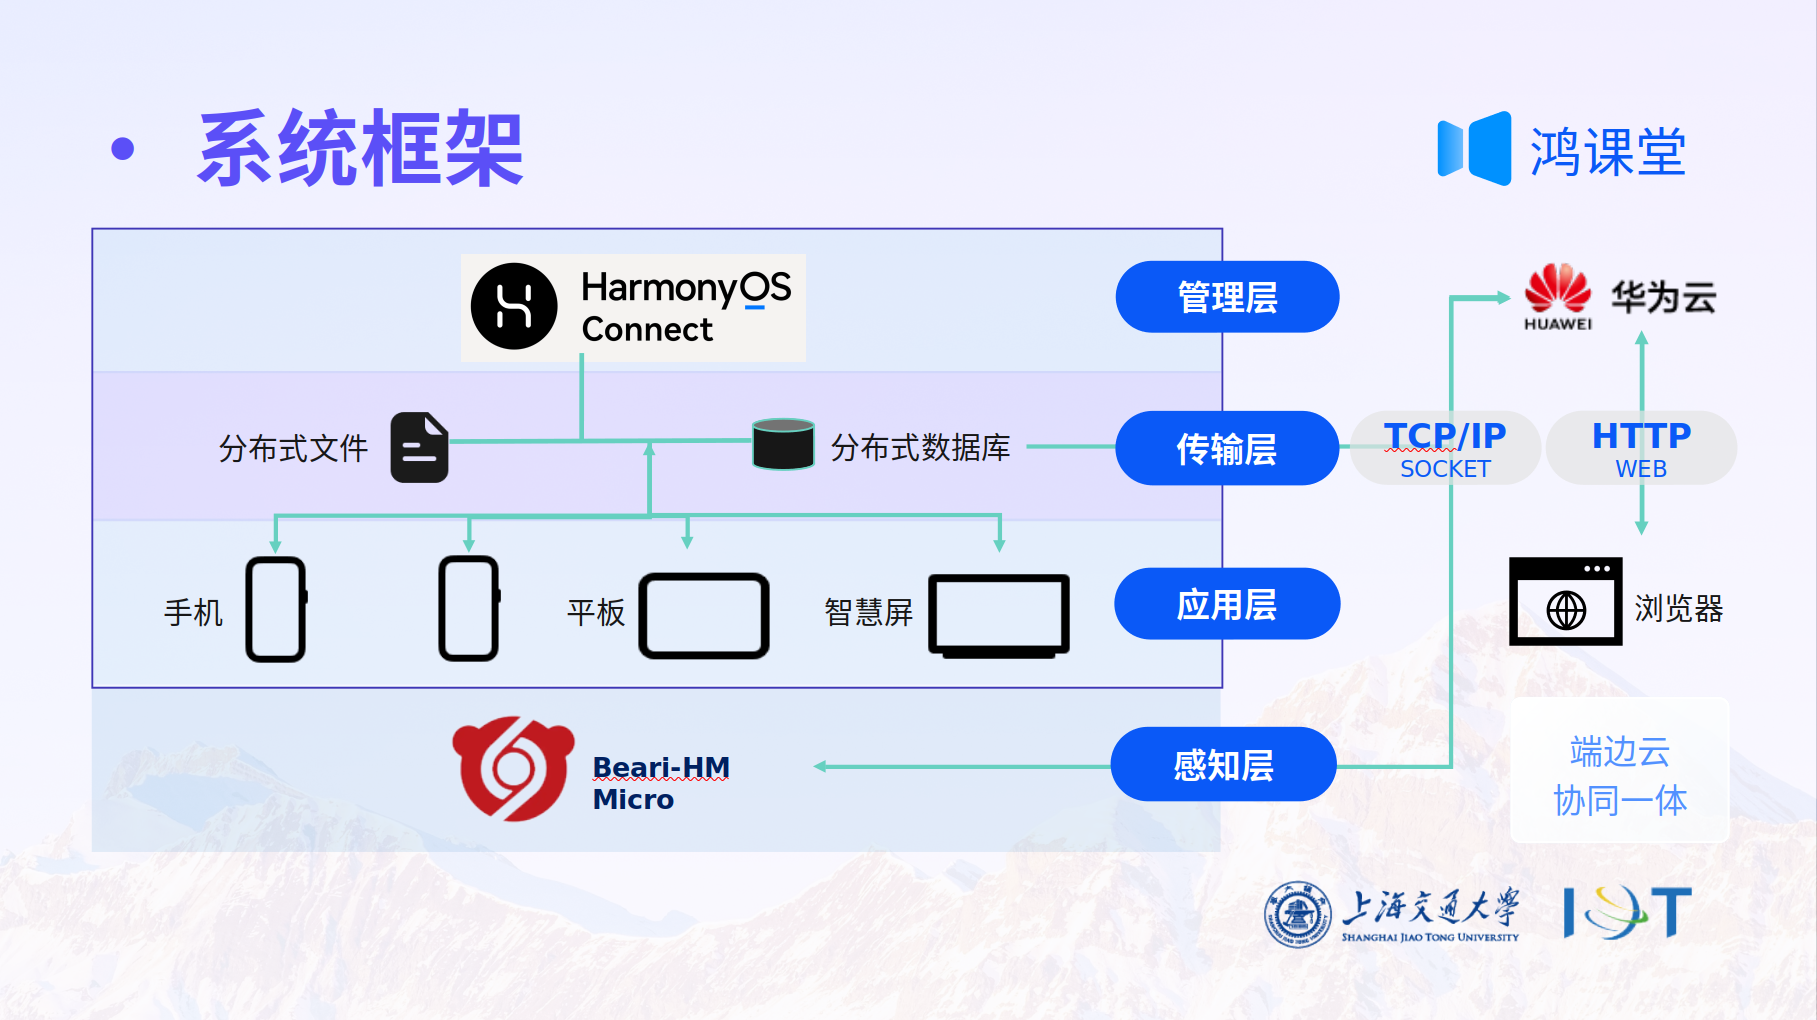 • 系统框架
鸿课堂
HarmonyOS
Connect
管理层
HUAWEI
华为云
分布式文件
分布式数据库
传输层
TCP/IP
SOCKET
HTTP
WEB
手机
平板
智慧屏
应用层
浏览器
Beari-HM
Micro
感知层
端边云
协同一体
上海交通大学
SHANGHAI JIAO TONG UNIVERSITY
IOT